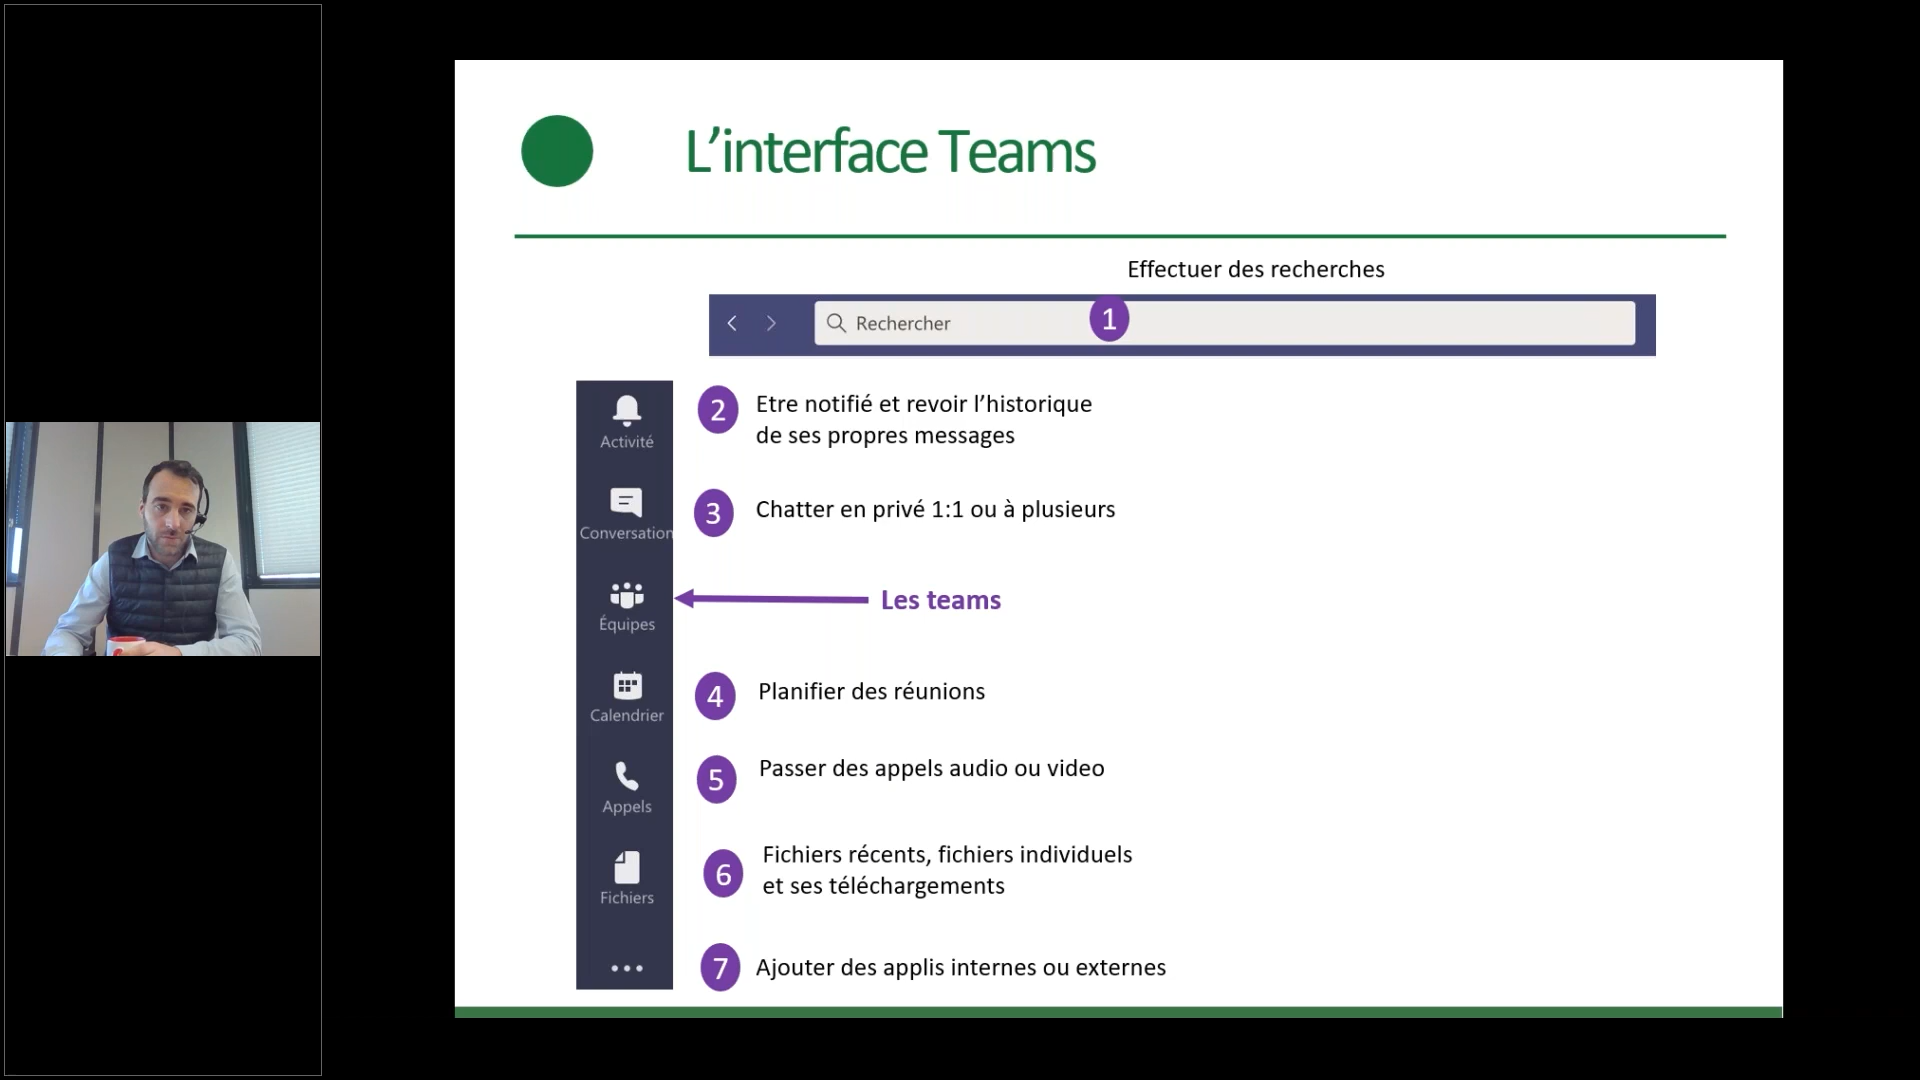 L’interface Teams
Effectuer des recherches
Rechercher
1
Activité
2
Etre notifié et revoir l’historique
de ses propres messages
Conversation
3
Chatter en privé 1:1 ou à plusieurs
Équipes
Les teams
Calendrier
4
Planifier des réunions
Appels
5
Passer des appels audio ou video
Fichiers
6
Fichiers récents, fichiers individuels
et ses téléchargements
7
Ajouter des applis internes ou externes